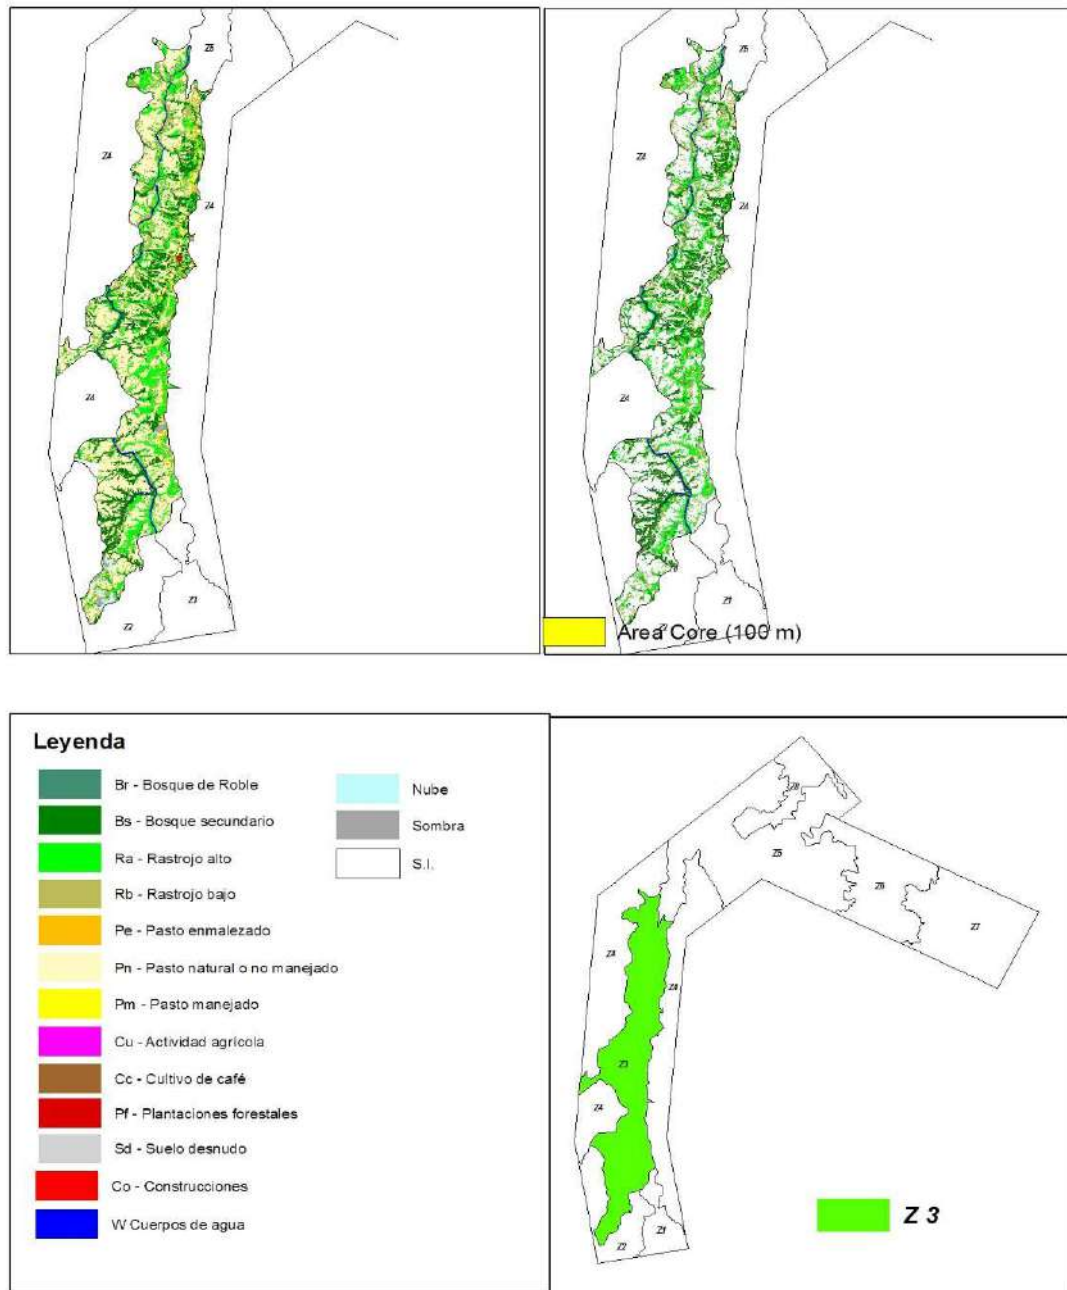 Z5
Z4
Z4
Z4
Z2
Z1
Z5
Z4
Z4
Z4
Z1
Area Core (100 m)
Leyenda
Br - Bosque de Roble
Bs - Bosque secundario
Ra - Rastrojo alto
Rb - Rastrojo bajo
Pe - Pasto enmalezado
Pn - Pasto natural o no manejado
Pm - Pasto manejado
Cu - Actividad agrícola
Cc - Cultivo de café
Pf - Plantaciones forestales
Sd - Suelo desnudo
Co - Construcciones
W Cuerpos de agua
Nube
Sombra
S.I.
Z5
Z6
Z7
Z4
Z4
Z3
Z4
Z2
Z1
Z 3